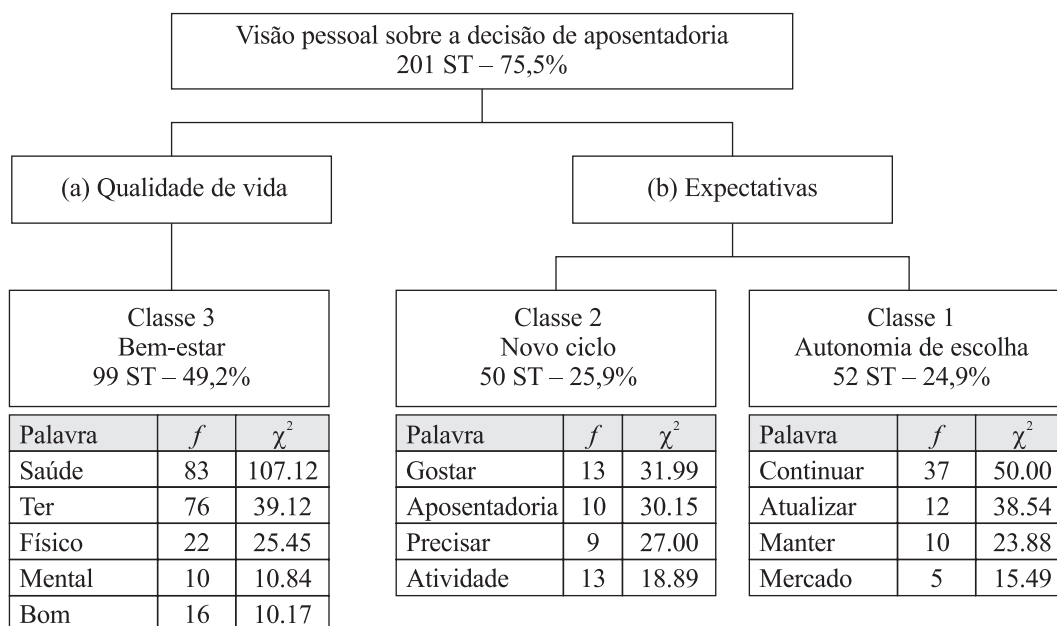 Visão pessoal sobre a decisão de aposentadoria
201 ST – 75,5%
(a) Qualidade de vida
(b) Expectativas
Classe 3
Bem-estar
99 ST – 49,2%
Palavra f χ²
Saúde 83 107.12
Ter 76 39.12
Físico 22 25.45
Mental 10 10.84
Bom 16 10.17
Classe 2
Novo ciclo
50 ST – 25,9%
Palavra f χ²
Gostar 13 31.99
Aposentadoria 10 30.15
Precisar 9 27.00
Atividade 13 18.89
Classe 1
Autonomia de escolha
52 ST – 24,9%
Palavra f χ²
Continuar 37 50.00
Atualizar 12 38.54
Manter 10 23.88
Mercado 5 15.49